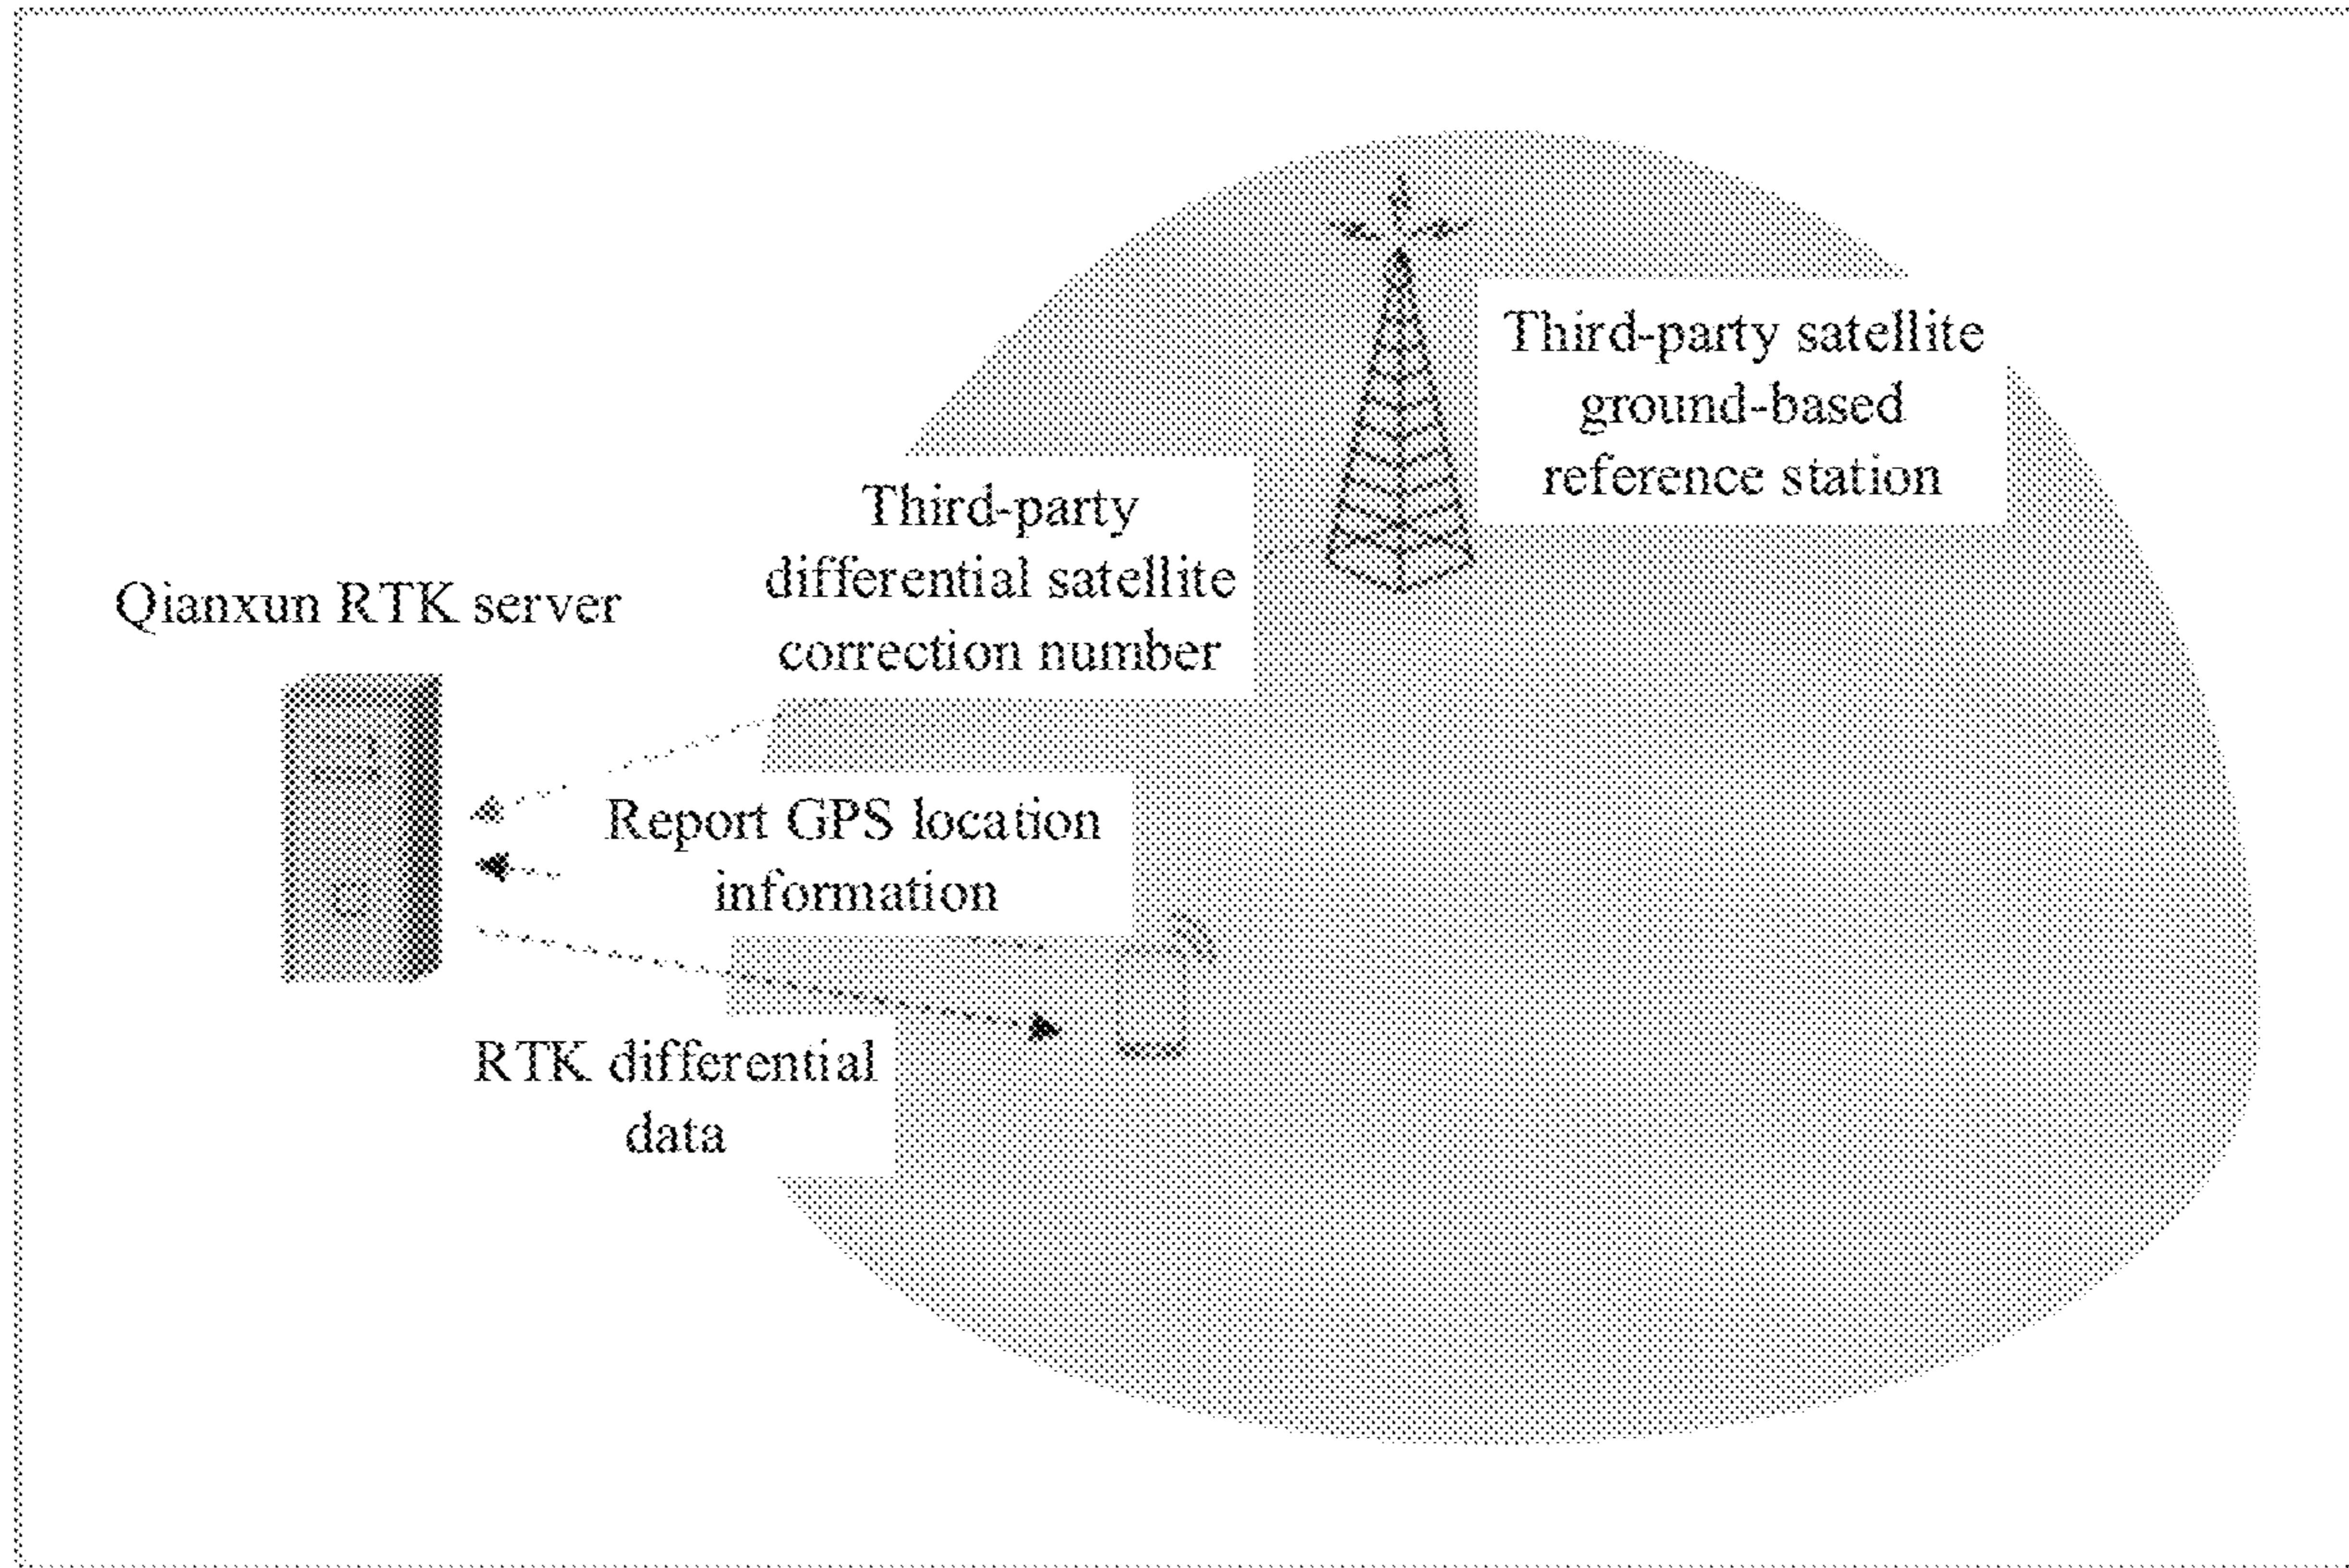 Third-party satellite
ground-based
reference station
Third-party
differential satellite
correction number
Qianxun RTK server
Report GPS location
information
RTK differential
data